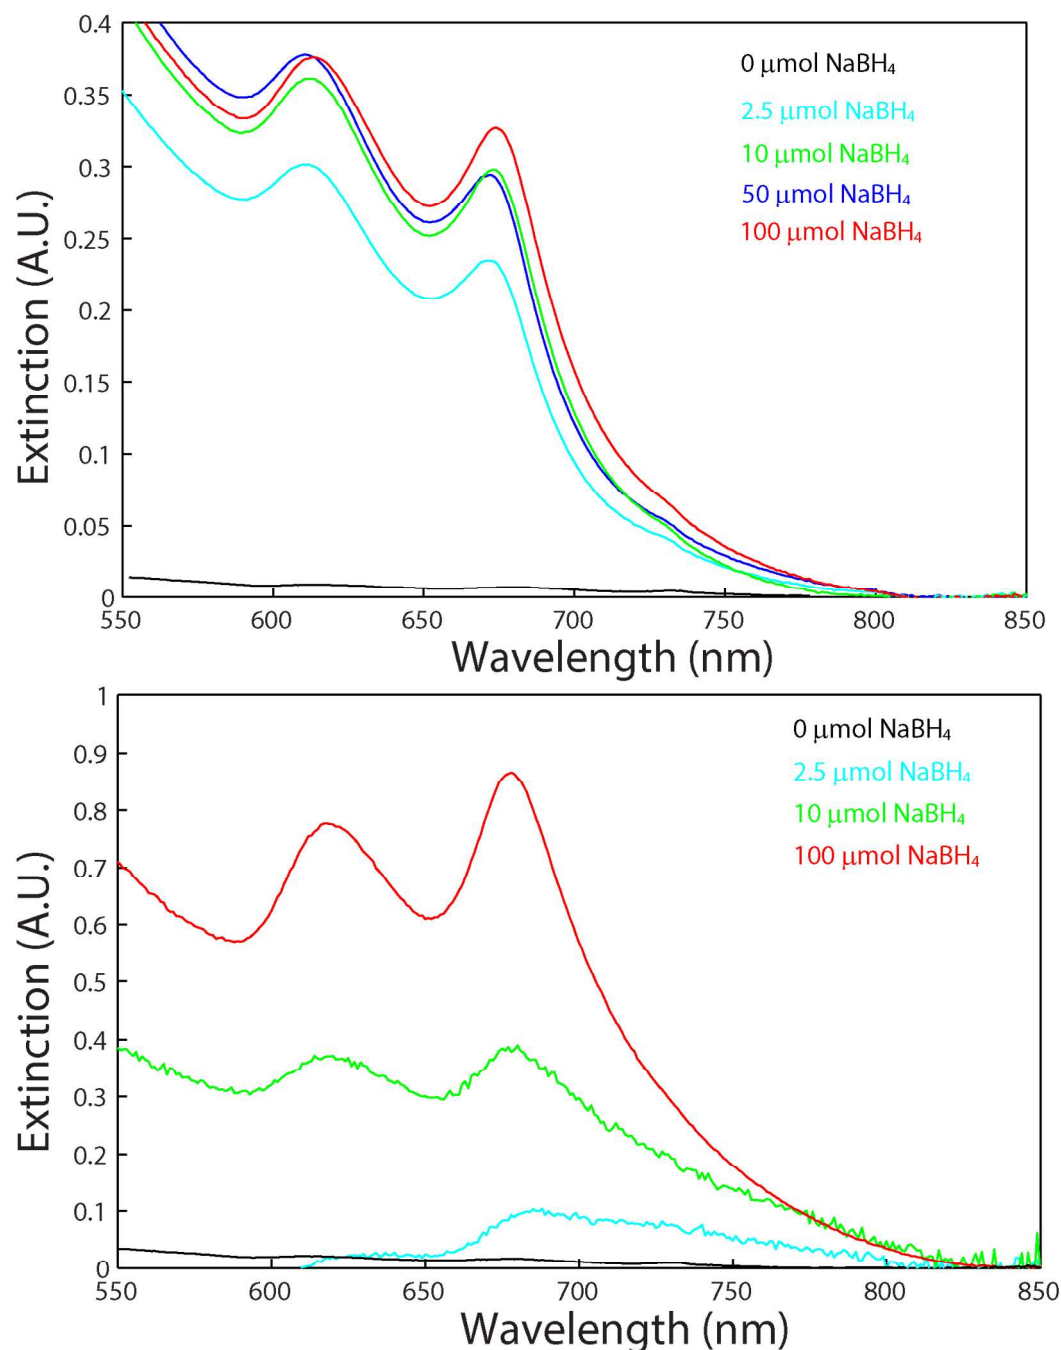 0.4
0.35
0.3
0.25
0.2
0.15
0.1
0.05
0
Extinction (A.U.)
0 μmol NaBH₄
2.5 μmol NaBH₄
10 μmol NaBH₄
50 μmol NaBH₄
100 μmol NaBH₄
550 600 650 700 750 800 850
Wavelength (nm)
1
0.9
0.8
0.7
0.6
0.5
0.4
0.3
0.2
0.1
0
Extinction (A.U.)
0 μmol NaBH₄
2.5 μmol NaBH₄
10 μmol NaBH₄
100 μmol NaBH₄
550 600 650 700 750 800 850
Wavelength (nm)